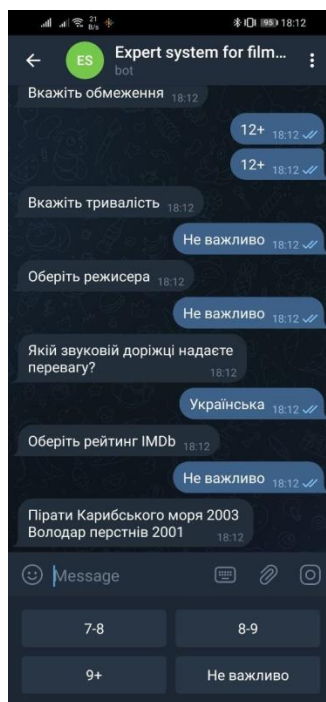 21
B/s
95
18:12
ES
Expert system for film...
bot
Вкажіть обмеження 18:12
12+ 18:12
12+ 18:12
Вкажіть тривалість 18:12
Не важливо 18:12
Оберіть режисера 18:12
Не важливо 18:12
Якій звуковій доріжці надаєте
перевагу? 18:12
Українська 18:12
Оберіть рейтинг IMDb 18:12
Не важливо 18:12
Пірати Карибського моря 2003
Володар перстнів 2001 18:12
Message
7-8
8-9
9+
Не важливо